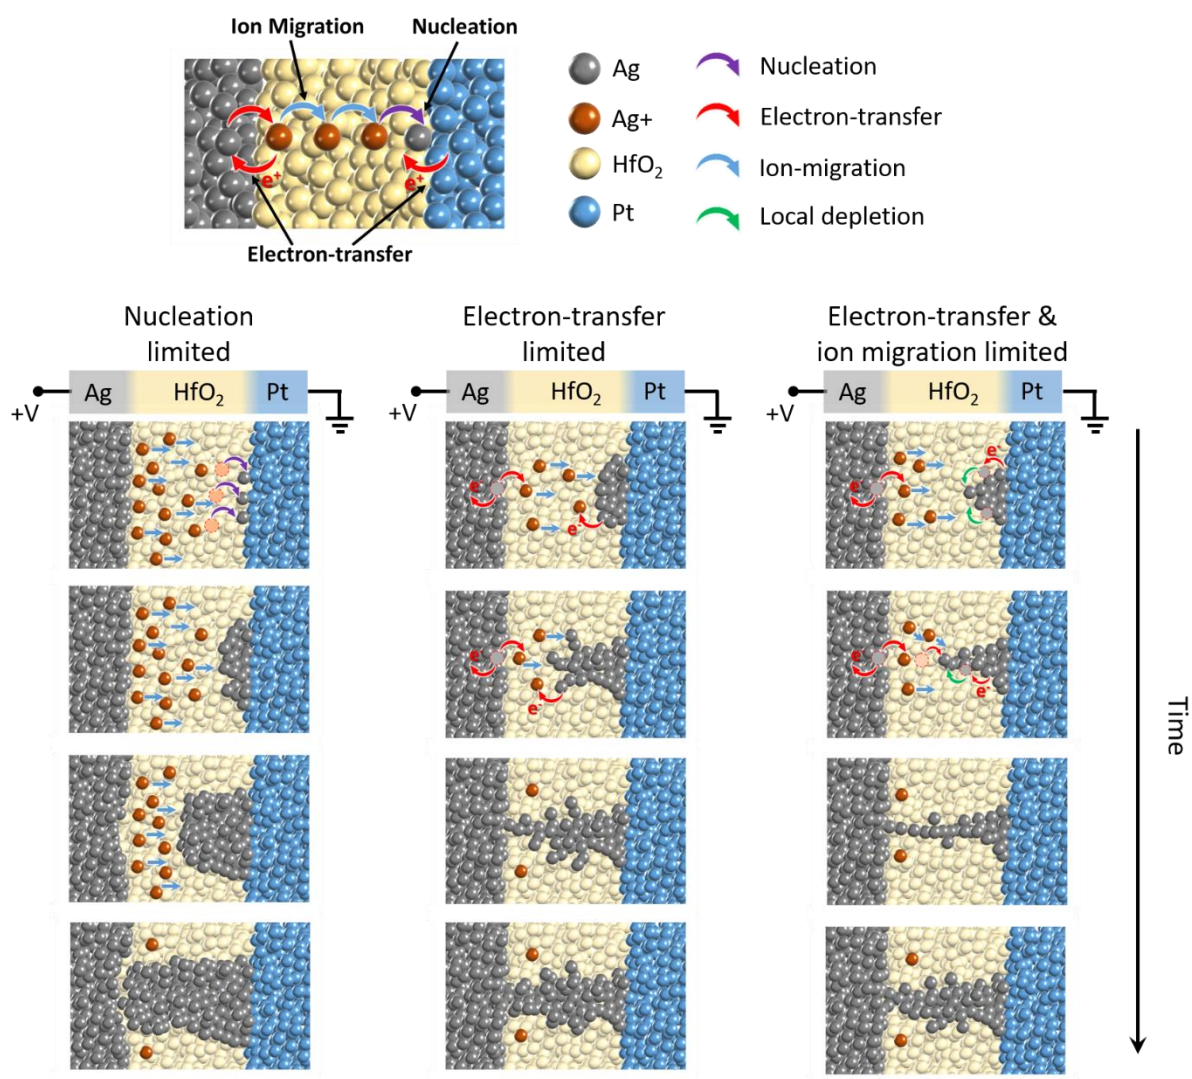 Ion Migration
Nucleation
e+
e+
Electron-transfer
Ag
Ag+
HfO2
Pt
Nucleation
Electron-transfer
Ion-migration
Local depletion
Nucleation
limited
Ag
HfO2
Pt
+V
Electron-transfer
limited
Ag
HfO2
Pt
+V
e-
e-
e-
e-
Electron-transfer &
ion migration limited
Ag
HfO2
Pt
+V
e-
e-
e-
e-
Time